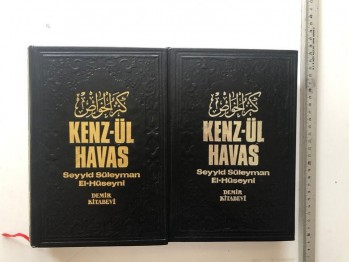 كنز الخواص
KENZ-ÜL
HAVAS
Seyyid Süleyman
El-Hüseyni
DEMİR
KİTABEVİ
كنز الخواص
KENZ-ÜL
HAVAS
Seyyid Süleyman
El-Hüseyni
DEMİR
KİTABEVİ